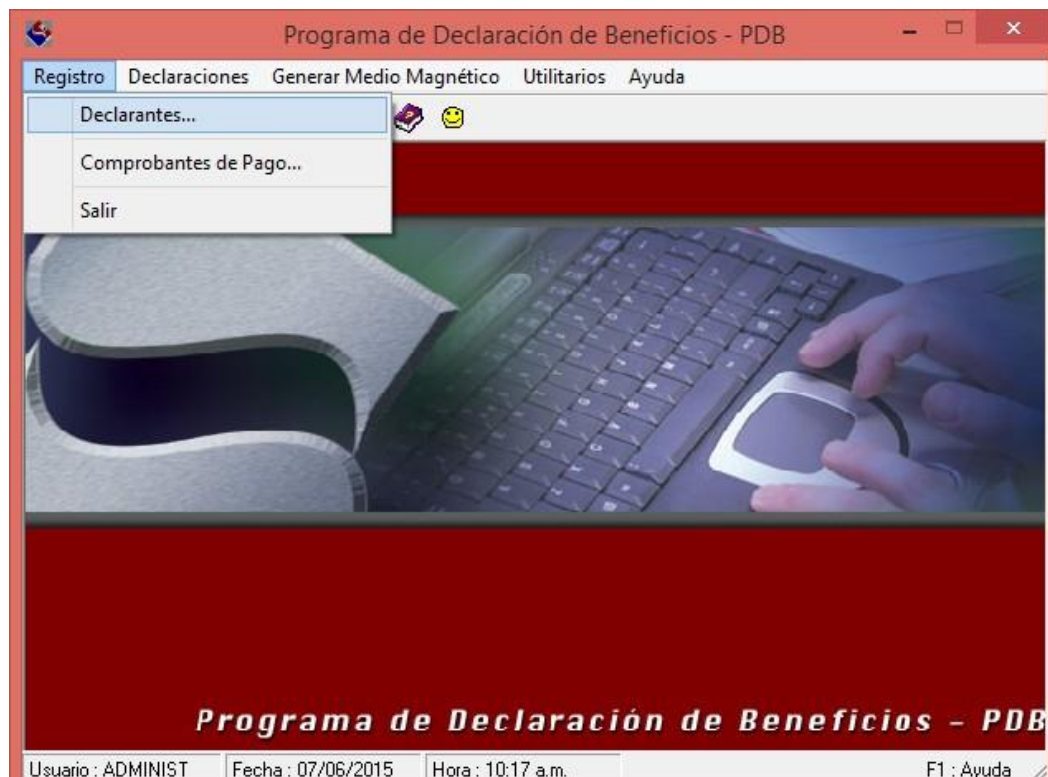 Programa de Declaración de Beneficios - PDB
Registro Declaraciones Generar Medio Magnético Utilitarios Ayuda
Declarantes...
Comprobantes de Pago...
Salir
Programa de Declaración de Beneficios - PDB
Usuario : ADMINIST Fecha : 07/06/2015 Hora : 10:17 a.m. F1 : Ayuda